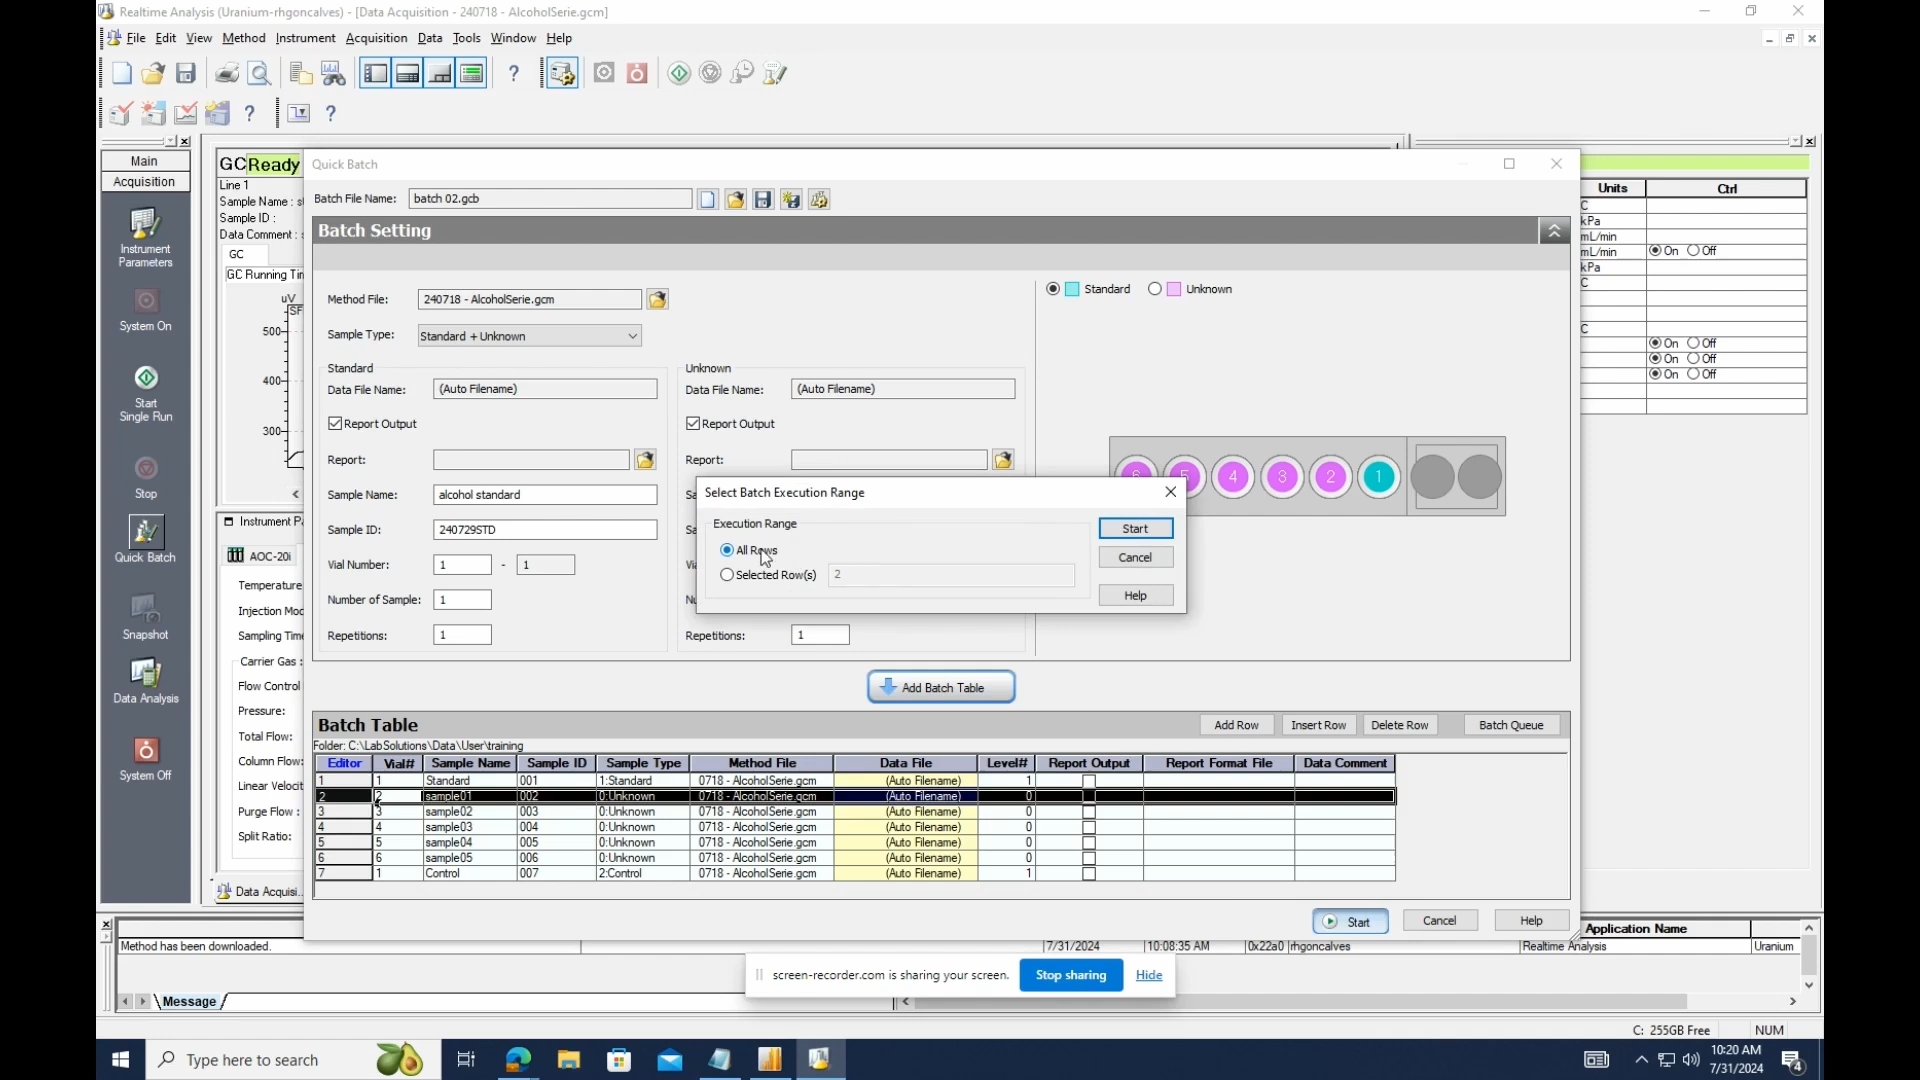 Realtime Analysis (Uranium-rhgoncalves) - [Data Acquisition - 240718 - AlcoholSerie.gcm]
File Edit View Method Instrument Acquisition Data Tools Window Help
Main
Acquisition
Instrument
Parameters
System On
Start
Single Run
Stop
Quick Batch
Snapshot
Data Analysis
System Off
GC Ready
Line 1
Sample Name :
Sample ID :
Data Comment :
GC
GC Running Tim
uV
500
400
300
Instrument P
AOC-20i
Temperature
Injection Mod
Sampling Time
Carrier Gas :
Flow Control
Pressure:
Total Flow:
Column Flow:
Linear Velocit
Purge Flow :
Split Ratio:
Data Acquisi...
Quick Batch
Batch File Name: batch 02.gcb
Batch Setting
Method File: 240718 - AlcoholSerie.gcm
Sample Type: Standard + Unknown
Standard
Data File Name: (Auto Filename)
Report Output
Report:
Sample Name: alcohol standard
Sample ID: 240729STD
Vial Number: 1 - 1
Number of Sample: 1
Repetitions: 1
Unknown
Data File Name: (Auto Filename)
Report Output
Report:
Repetitions: 1
Standard Unknown
6 5 4 3 2 1
Select Batch Execution Range
Execution Range
All Rows
Selected Row(s) 2
Start
Cancel
Help
Add Batch Table
Batch Table
Add Row Insert Row Delete Row Batch Queue
Folder: C:\LabSolutions\Data\User\training
Editor Vial# Sample Name Sample ID Sample Type Method File Data File Level# Report Output Report Format File Data Comment
1 1 Standard 001 1:Standard 0718 - AlcoholSerie.gcm (Auto Filename) 1
2 2 sample01 002 0:Unknown 0718 - AlcoholSerie.gcm (Auto Filename) 0
3 3 sample02 003 0:Unknown 0718 - AlcoholSerie.gcm (Auto Filename) 0
4 4 sample03 004 0:Unknown 0718 - AlcoholSerie.gcm (Auto Filename) 0
5 5 sample04 005 0:Unknown 0718 - AlcoholSerie.gcm (Auto Filename) 0
6 6 sample05 006 0:Unknown 0718 - AlcoholSerie.gcm (Auto Filename) 0
7 1 Control 007 2:Control 0718 - AlcoholSerie.gcm (Auto Filename) 1
Start Cancel Help
Units Ctrl
C
kPa
mL/min
mL/min On Off
kPa
C
C
On Off
On Off
On Off
Application Name
Method has been downloaded. 7/31/2024 10:08:35 AM 0x22a0 rhgoncalves Realtime Analysis Uranium
screen-recorder.com is sharing your screen. Stop sharing Hide
Message
C: 255GB Free NUM
Type here to search
10:20 AM
7/31/2024
4